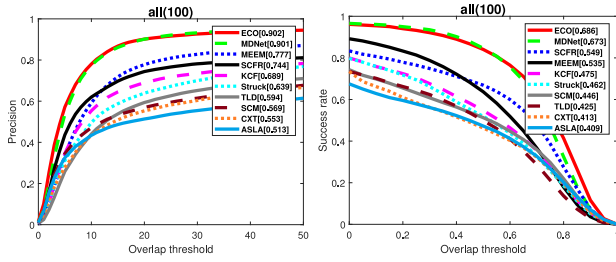 all(100)
Precision
1
0.8
0.6
0.4
0.2
0
0
10
20
30
40
50
Overlap threshold
ECO[0.902]
MDNet[0.901]
MEEM[0.777]
SCFR[0.744]
KCF[0.689]
Struck[0.639]
TLD[0.594]
SCM[0.569]
CXT[0.553]
ASLA[0.513]
all(100)
Success rate
1
0.8
0.6
0.4
0.2
0
0
0.2
0.4
0.6
0.8
Overlap threshold
ECO[0.686]
MDNet[0.673]
SCFR[0.549]
MEEM[0.535]
KCF[0.475]
Struck[0.462]
SCM[0.446]
TLD[0.425]
CXT[0.413]
ASLA[0.409]